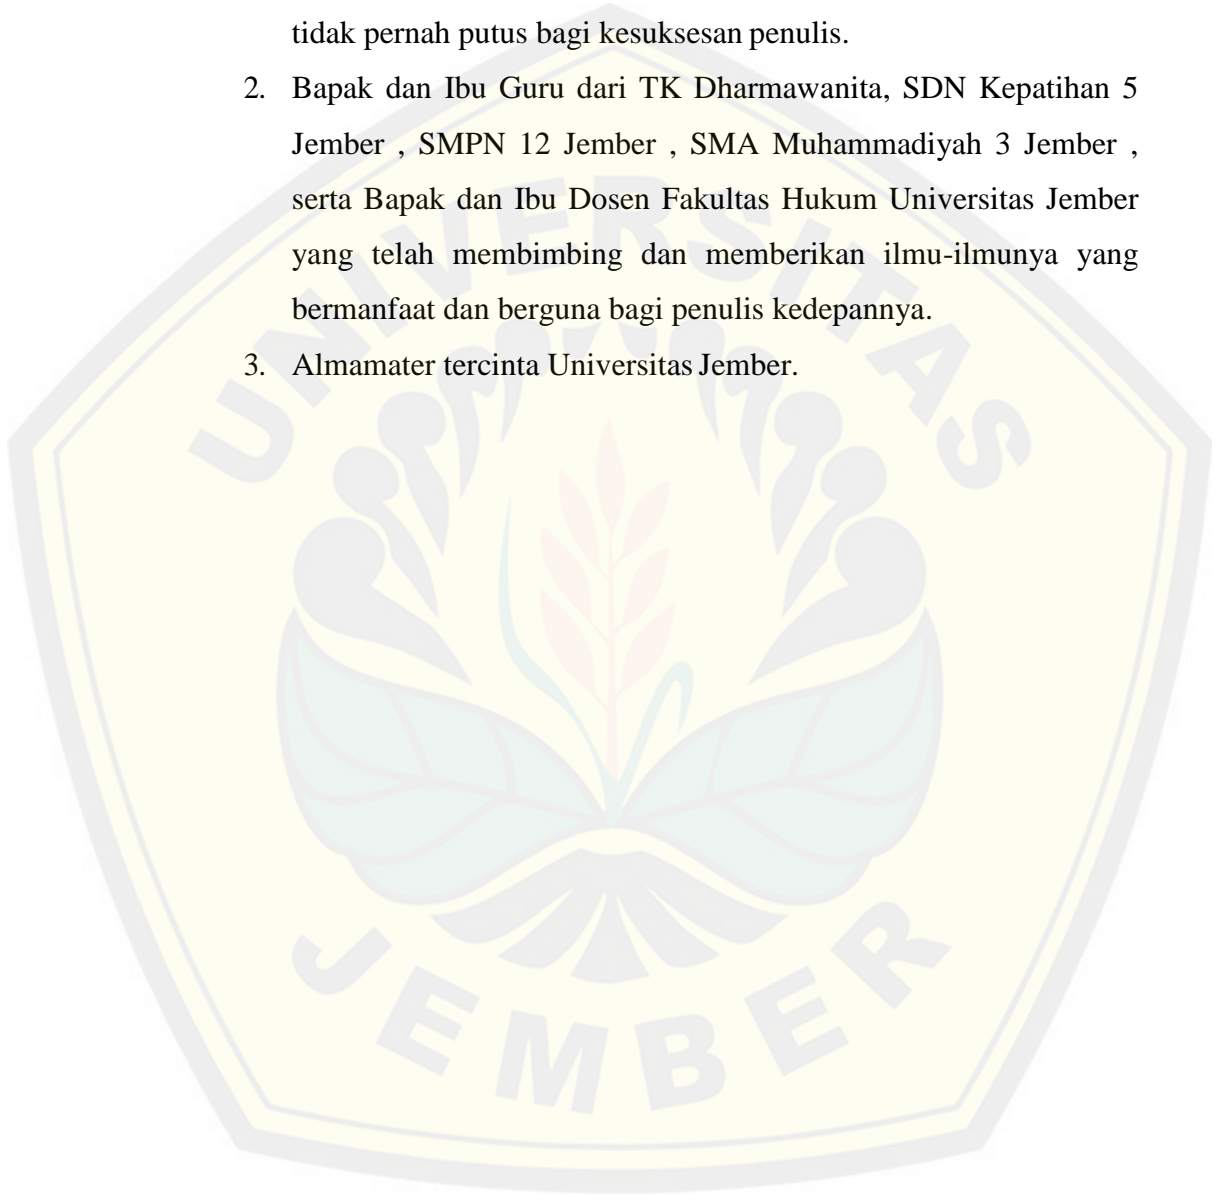 tidak pernah putus bagi kesuksesan penulis.
2. Bapak dan Ibu Guru dari TK Dharmawanita, SDN Kepatihan 5
Jember , SMPN 12 Jember , SMA Muhammadiyah 3 Jember ,
serta Bapak dan Ibu Dosen Fakultas Hukum Universitas Jember
yang telah membimbing dan memberikan ilmu-ilmunya yang
bermanfaat dan berguna bagi penulis kedepannya.
3. Almamater tercinta Universitas Jember.
UNIVERSITAS
JEMBER